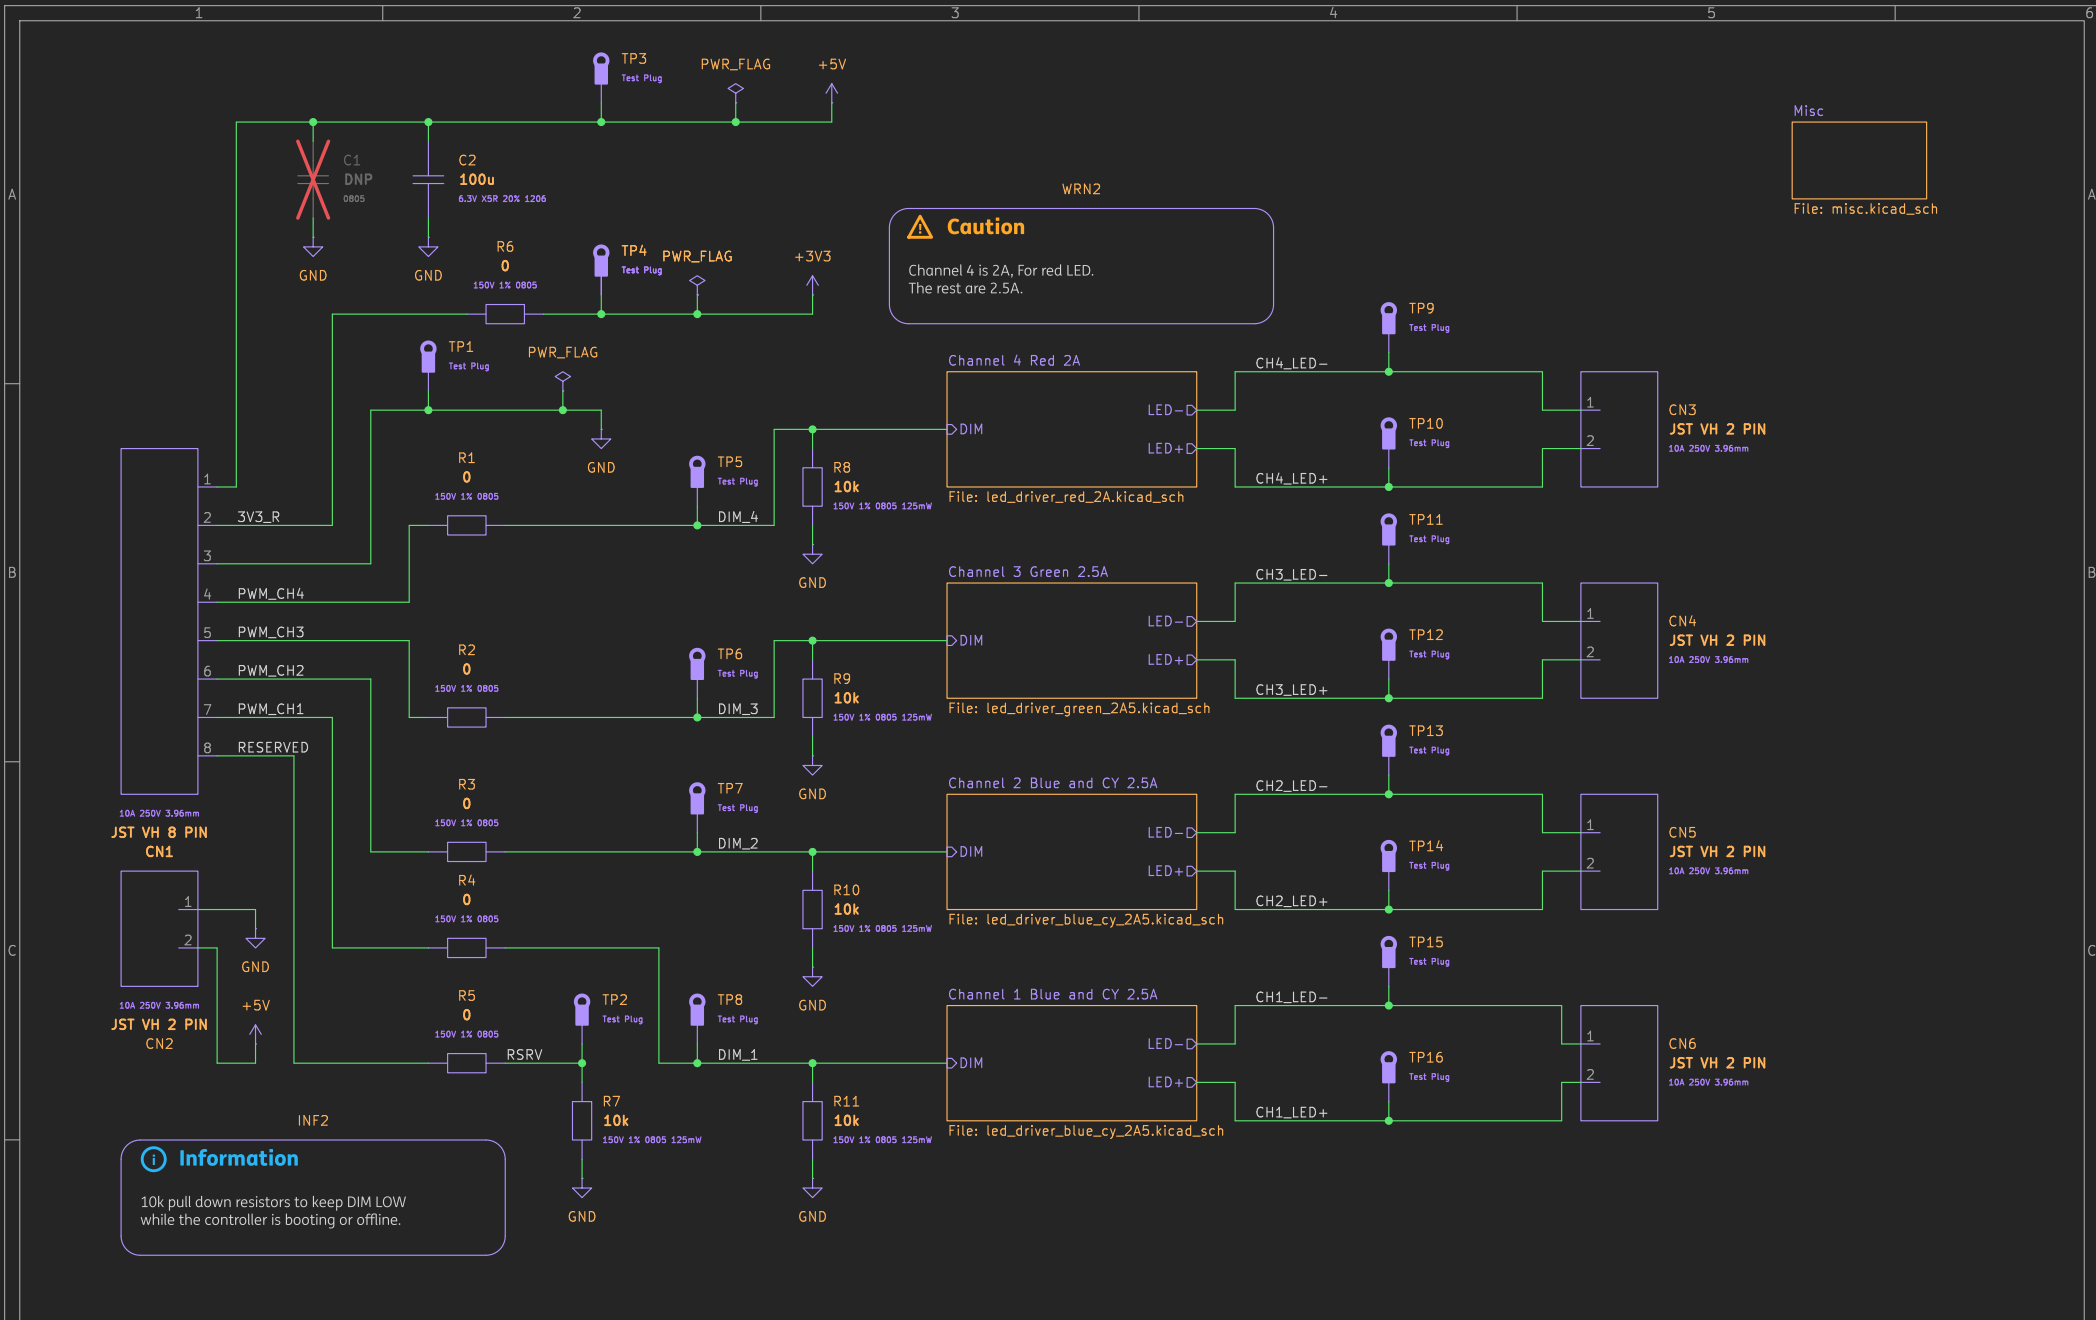 1 2 3 4 5 6
A
B
C
A
B
C
TP3
Test Plug
PWR_FLAG
+5V
C1
DNP
0805
GND
C2
100u
6.3V X5R 20% 1206
GND
R6
0
150V 1% 0805
TP4
Test Plug
PWR_FLAG
+3V3
TP1
Test Plug
PWR_FLAG
GND
WRN2
Caution
Channel 4 is 2A, For red LED.
The rest are 2.5A.
Misc
File: misc.kicad_sch
1
2
3
4
5
6
7
8
3V3_R
PWM_CH4
PWM_CH3
PWM_CH2
PWM_CH1
RESERVED
10A 250V 3.96mm
JST VH 8 PIN
CN1
1
2
GND
+5V
10A 250V 3.96mm
JST VH 2 PIN
CN2
R1
0
150V 1% 0805
TP5
Test Plug
DIM_4
R8
10k
150V 1% 0805 125mW
GND
R2
0
150V 1% 0805
TP6
Test Plug
DIM_3
R9
10k
150V 1% 0805 125mW
GND
R3
0
150V 1% 0805
TP7
Test Plug
DIM_2
R10
10k
150V 1% 0805 125mW
GND
R4
0
150V 1% 0805
R5
0
150V 1% 0805
RSRV
TP2
Test Plug
R7
10k
150V 1% 0805 125mW
GND
TP8
Test Plug
DIM_1
R11
10k
150V 1% 0805 125mW
GND
Channel 4 Red 2A
DIM
LED-
LED+
File: led_driver_red_2A.kicad_sch
CH4_LED-
CH4_LED+
TP9
Test Plug
TP10
Test Plug
1
2
CN3
JST VH 2 PIN
10A 250V 3.96mm
Channel 3 Green 2.5A
DIM
LED-
LED+
File: led_driver_green_2A5.kicad_sch
CH3_LED-
CH3_LED+
TP11
Test Plug
TP12
Test Plug
1
2
CN4
JST VH 2 PIN
10A 250V 3.96mm
Channel 2 Blue and CY 2.5A
DIM
LED-
LED+
File: led_driver_blue_cy_2A5.kicad_sch
CH2_LED-
CH2_LED+
TP13
Test Plug
TP14
Test Plug
1
2
CN5
JST VH 2 PIN
10A 250V 3.96mm
Channel 1 Blue and CY 2.5A
DIM
LED-
LED+
File: led_driver_blue_cy_2A5.kicad_sch
CH1_LED-
CH1_LED+
TP15
Test Plug
TP16
Test Plug
1
2
CN6
JST VH 2 PIN
10A 250V 3.96mm
INF2
Information
10k pull down resistors to keep DIM LOW
while the controller is booting or offline.